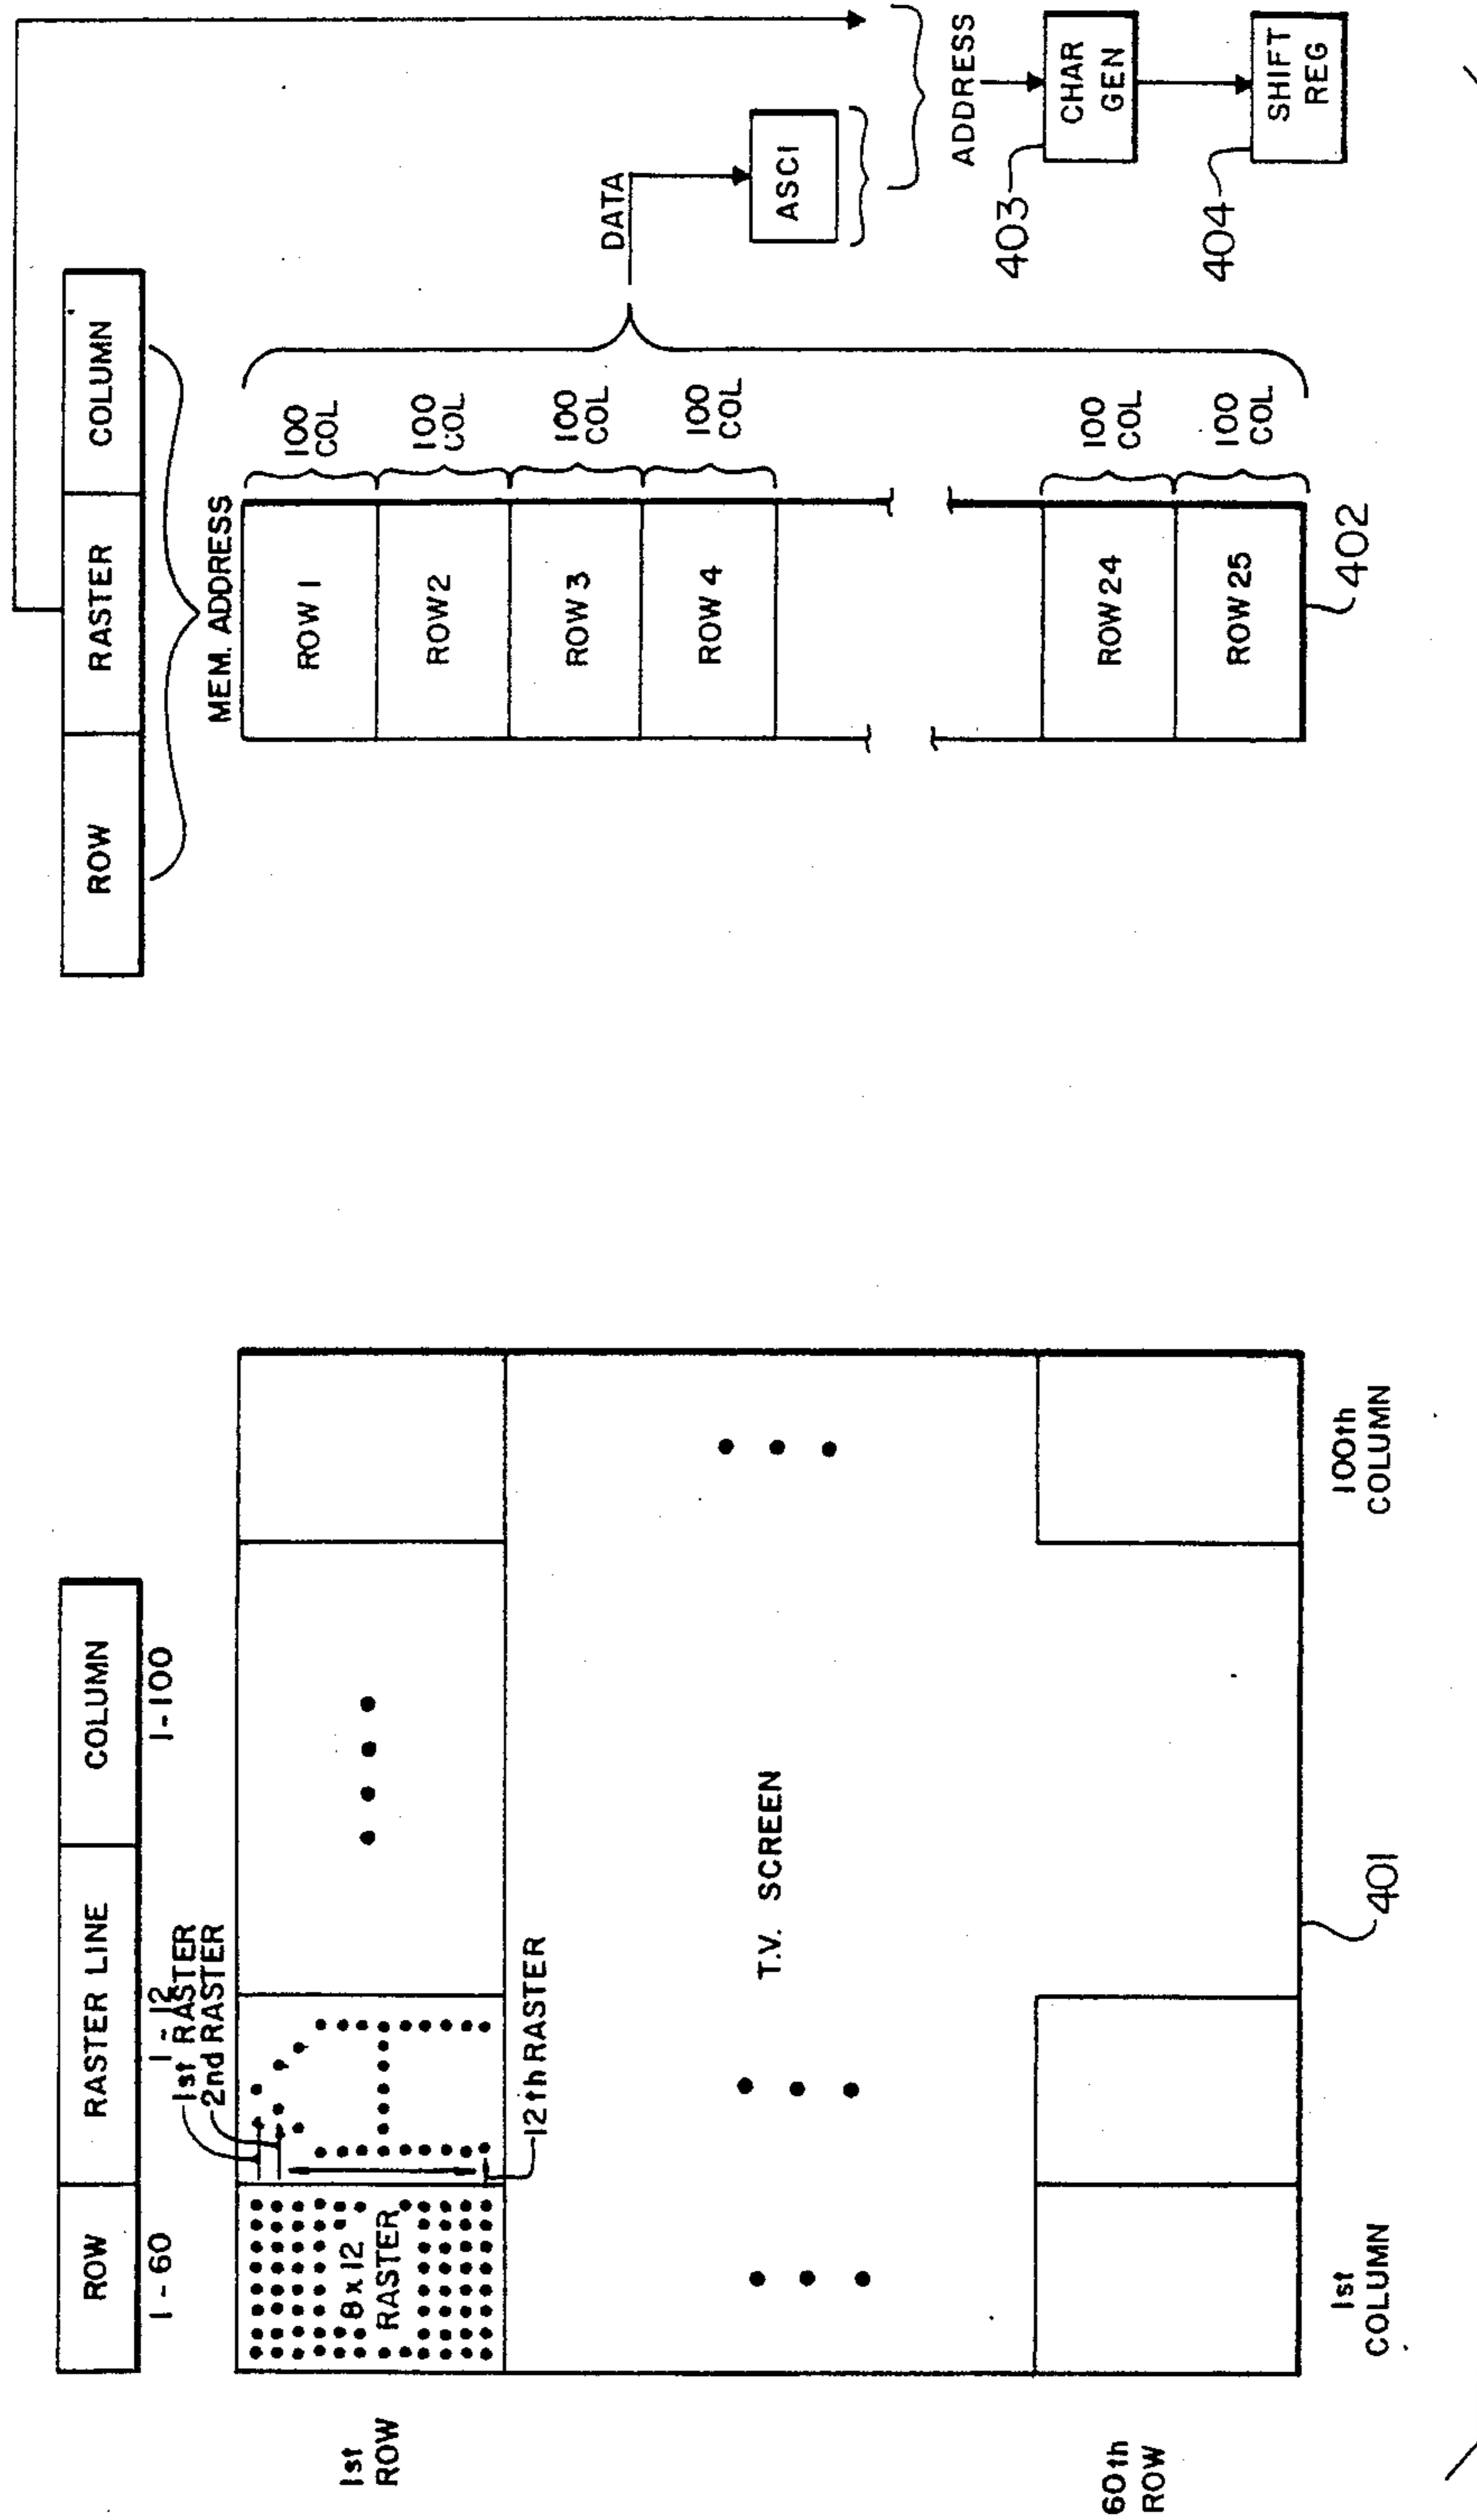 ROW
RASTER LINE
COLUMN
1-60
1-12
1-100
1st RASTER
2nd RASTER
1st
ROW
8 x 12
RASTER
12th RASTER
T.V. SCREEN
60th
ROW
1st
COLUMN
100th
COLUMN
401
ROW
RASTER
COLUMN
MEM. ADDRESS
ROW 1
100
COL
ROW 2
100
COL
ROW 3
100
COL
ROW 4
100
COL
ROW 24
100
COL
ROW 25
100
COL
402
DATA
ASCI
ADDRESS
403
CHAR
GEN
404
SHIFT
REG